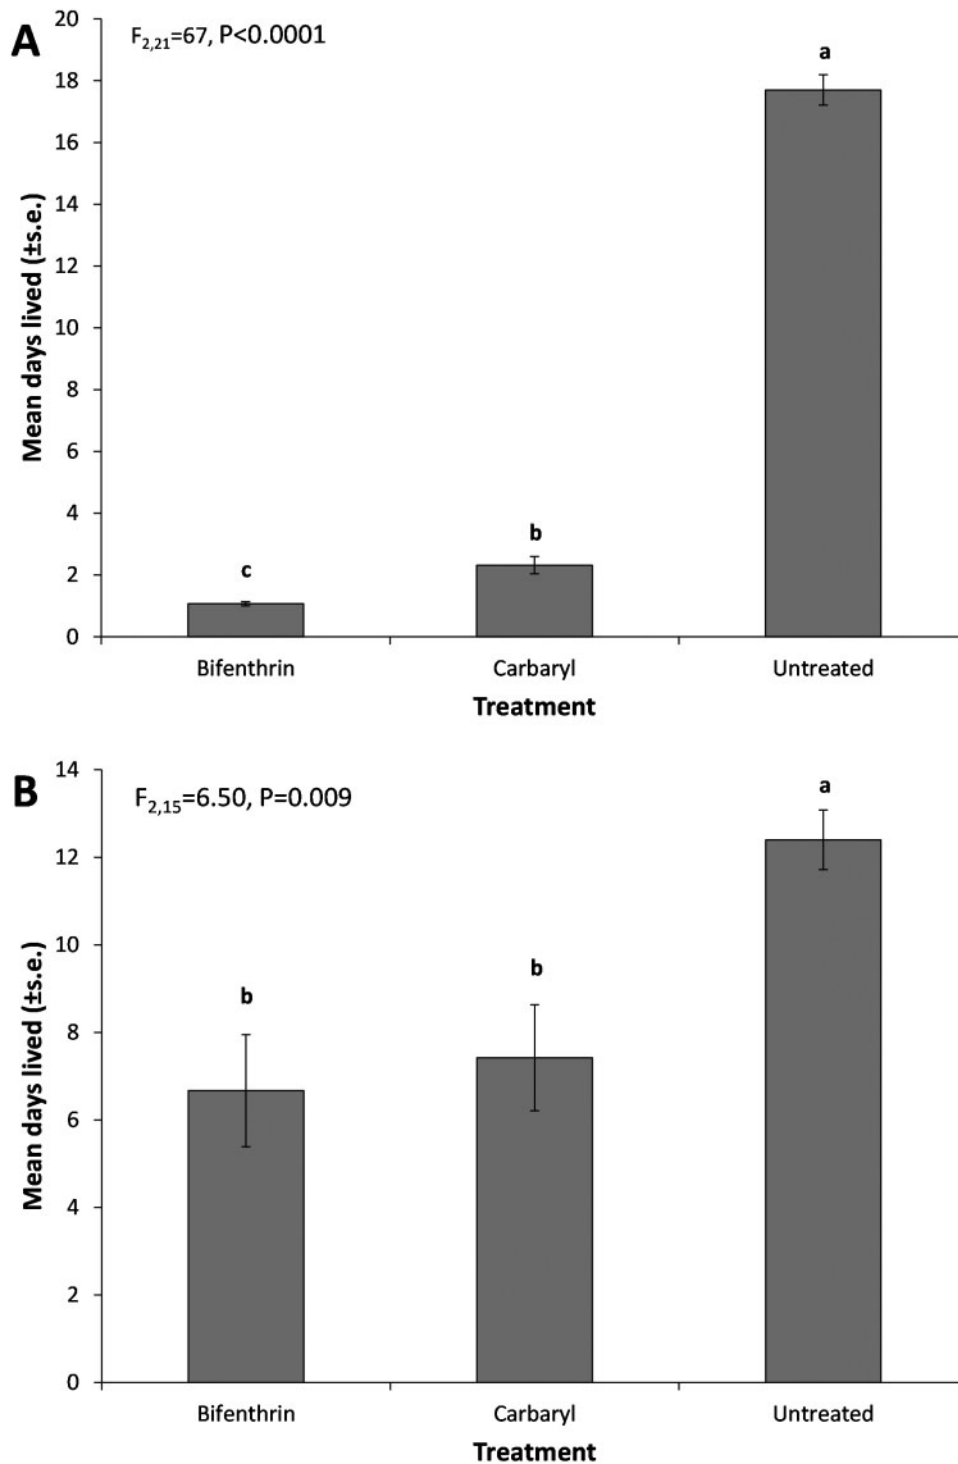 A
F2,21=67, P<0.0001
20
18
16
14
12
10
8
6
4
2
0
Mean days lived (±s.e.)
c
b
a
Bifenthrin
Carbaryl
Untreated
Treatment
B
F2,15=6.50, P=0.009
14
12
10
8
6
4
2
0
Mean days lived (±s.e.)
b
b
a
Bifenthrin
Carbaryl
Untreated
Treatment